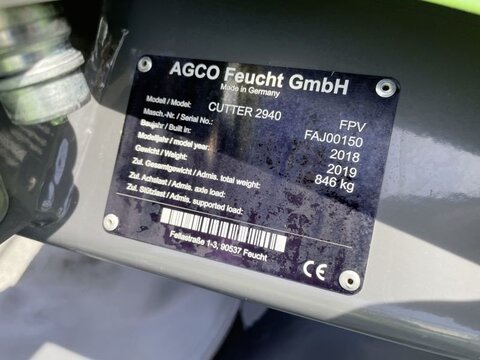 AGCO Feucht GmbH
Made in Germany
Modell / Model: CUTTER 2940 FPV
Masch.-Nr. / Serial No.: FAJ00150
Baujahr / Built in: 2018
Modelljahr / model year: 2019
Gewicht / Weight: 846 kg
Zul. Gesamtgewicht / Admis. total weight:
Zul. Achslast / Admis. axle load:
Zul. Stützlast / Admis. supported load:
Fellastraße 1-3, 90537 Feucht
CE